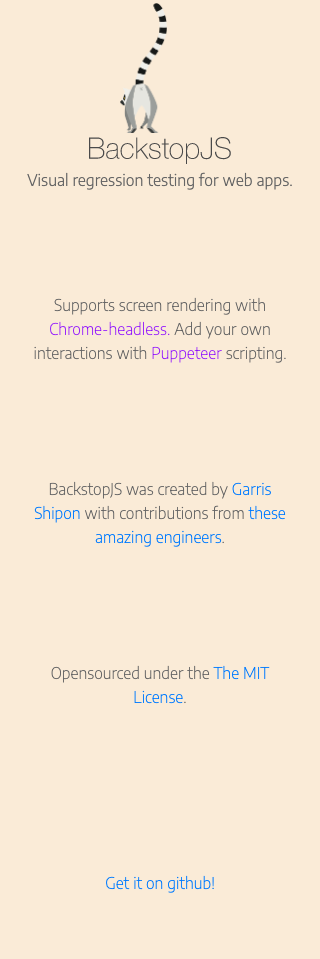 BackstopJS
Visual regression testing for web apps.
Supports screen rendering with
Chrome-headless. Add your own
interactions with Puppeteer scripting.
BackstopJS was created by Garris
Shipon with contributions from these
amazing engineers.
Opensourced under the The MIT
License.
Get it on github!